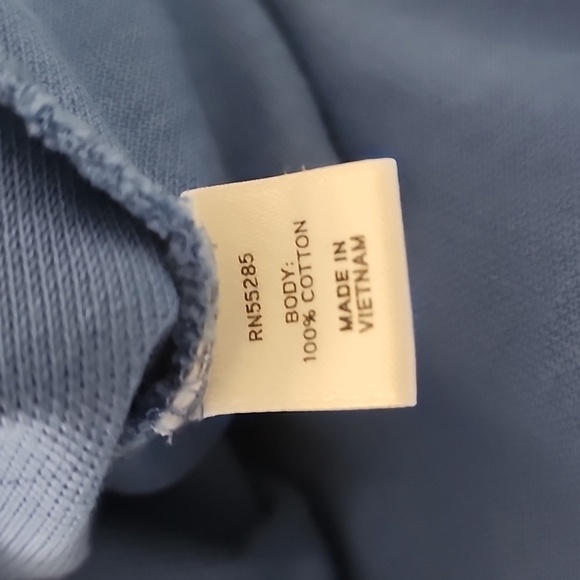 RN55285
BODY:
100% COTTON
MADE IN
VIETNAM